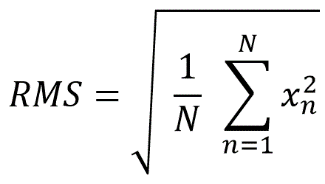 RMS = √(1/N ∑_{n=1}^{N} x_n^2)